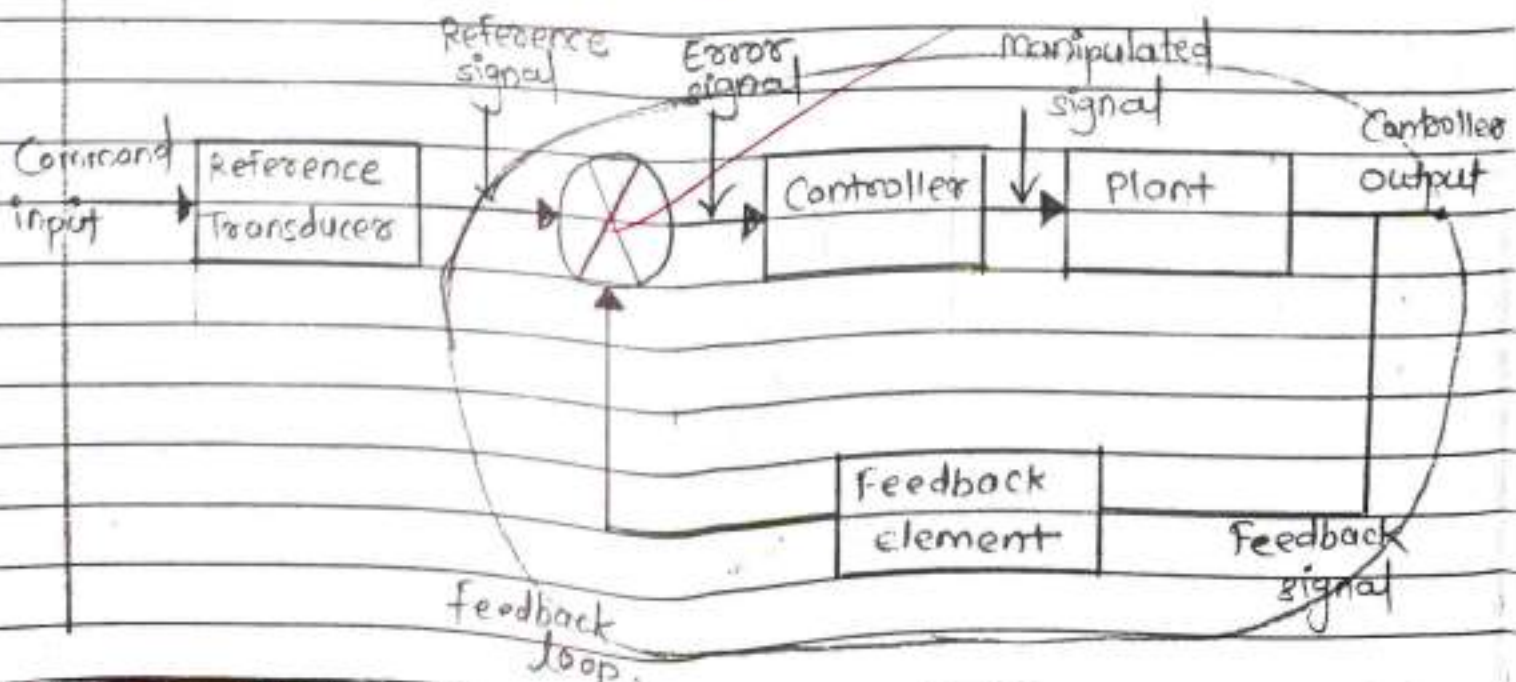 Reference
signal
Error
signal
Manipulated
signal
Controller
output
Command
input
Reference
Transducer
Controller
Plant
Feedback
element
Feedback
signal
feedback
loop.